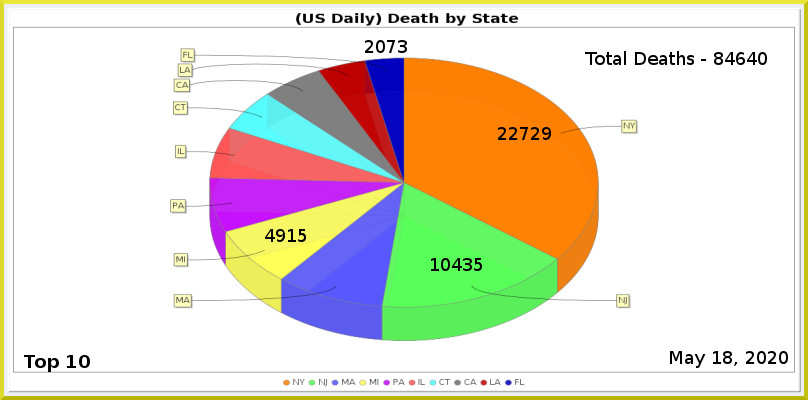 (US Daily) Death by State
2073
Total Deaths - 84640
FL
LA
CA
CT
IL
PA
MI
MA
NY
NJ
22729
4915
10435
Top 10
May 18, 2020
NY NJ MA MI PA IL CT CA LA FL